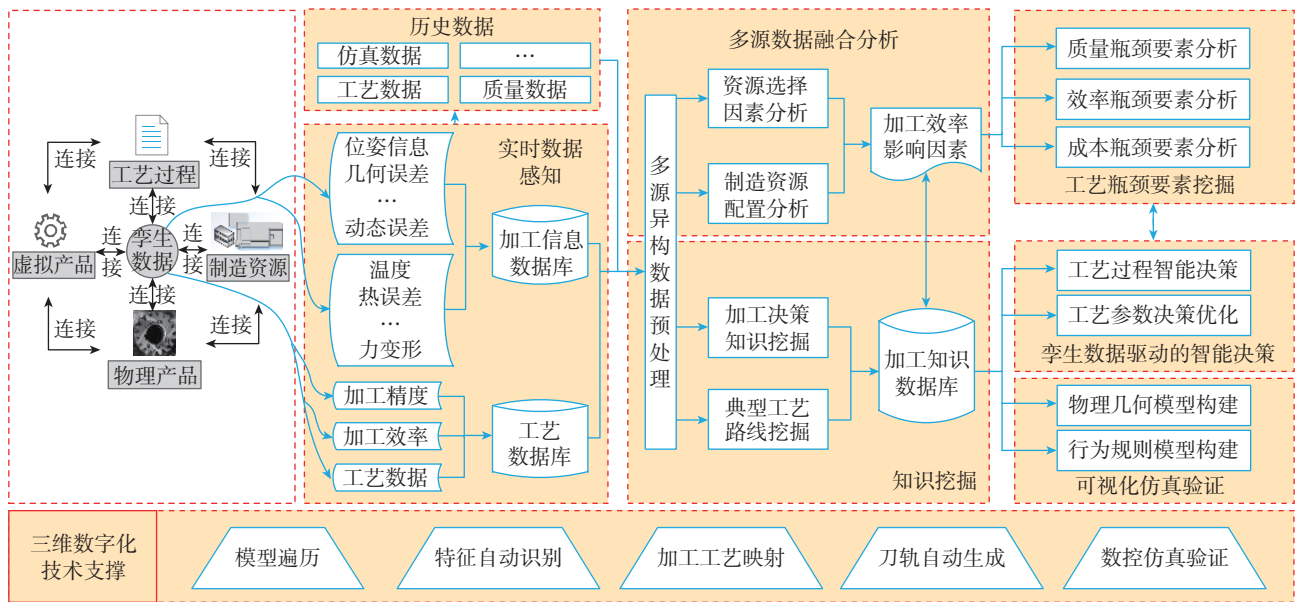 连接
连接
工艺过程
连接
虚拟产品
连
接
孪生
数据
连
接
制造资源
连接
连接
连接
物理产品
历史数据
仿真数据
…
工艺数据
质量数据
实时数据
感知
位姿信息
几何误差
…
动态误差
温度
热误差
…
力变形
加工信息
数据库
加工精度
加工效率
工艺数据
工艺
数据库
多源异构数据预处理
多源数据融合分析
资源选择
因素分析
制造资源
配置分析
加工效率
影响因素
加工决策
知识挖掘
典型工艺
路线挖掘
加工知识
数据库
知识挖掘
质量瓶颈要素分析
效率瓶颈要素分析
成本瓶颈要素分析
工艺瓶颈要素挖掘
工艺过程智能决策
工艺参数决策优化
孪生数据驱动的智能决策
物理几何模型构建
行为规则模型构建
可视化仿真验证
三维数字化
技术支撑
模型遍历
特征自动识别
加工工艺映射
刀轨自动生成
数控仿真验证